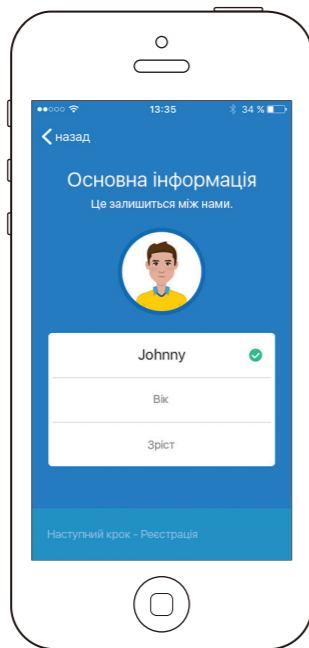 13:35
34 %
назад
Основна інформація
Це залишиться між нами.
Johnny
Вік
Зріст
Наступний крок - Реєстрація